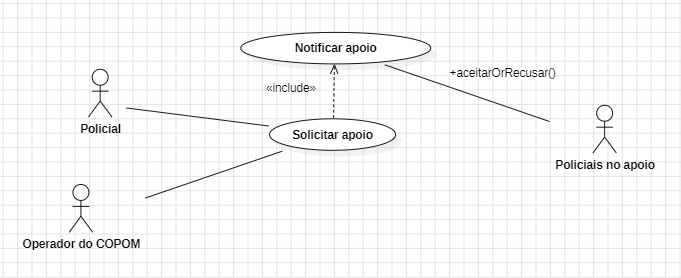 Notificar apoio
+aceitarOrRecusar()
«include»
Policial
Solicitar apoio
Policiais no apoio
Operador do COPOM